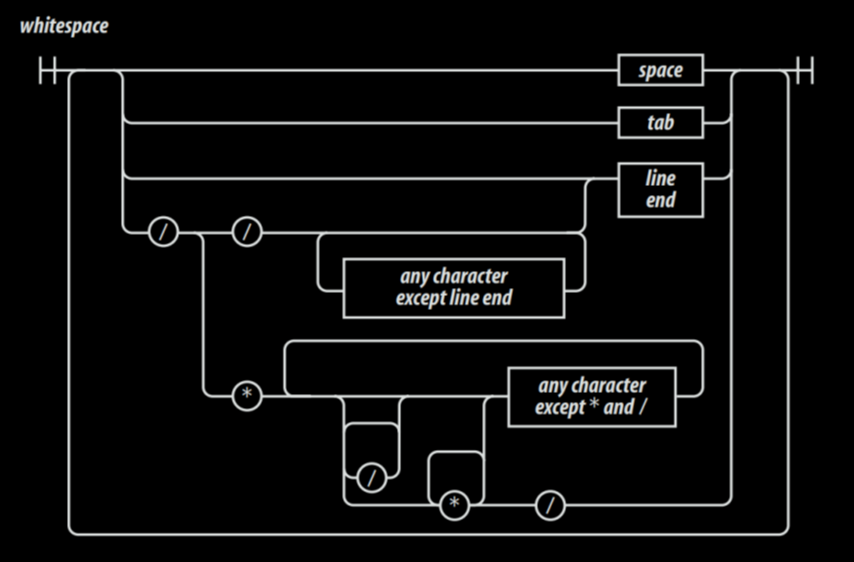 whitespace
space
tab
line
end
/
/
any character
except line end
*
any character
except * and /
/
*
/